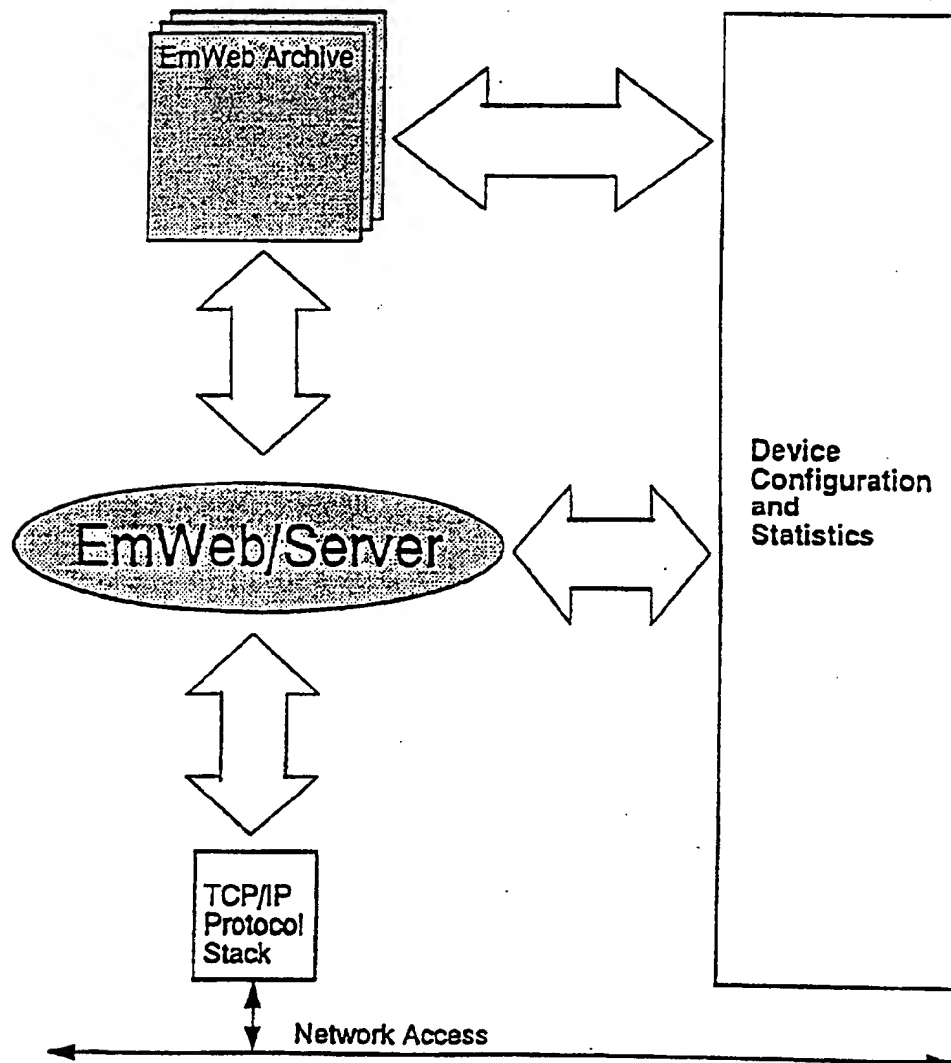 EmWeb Archive
EmWeb/Server
Device
Configuration
and
Statistics
TCP/IP
Protocol
Stack
Network Access